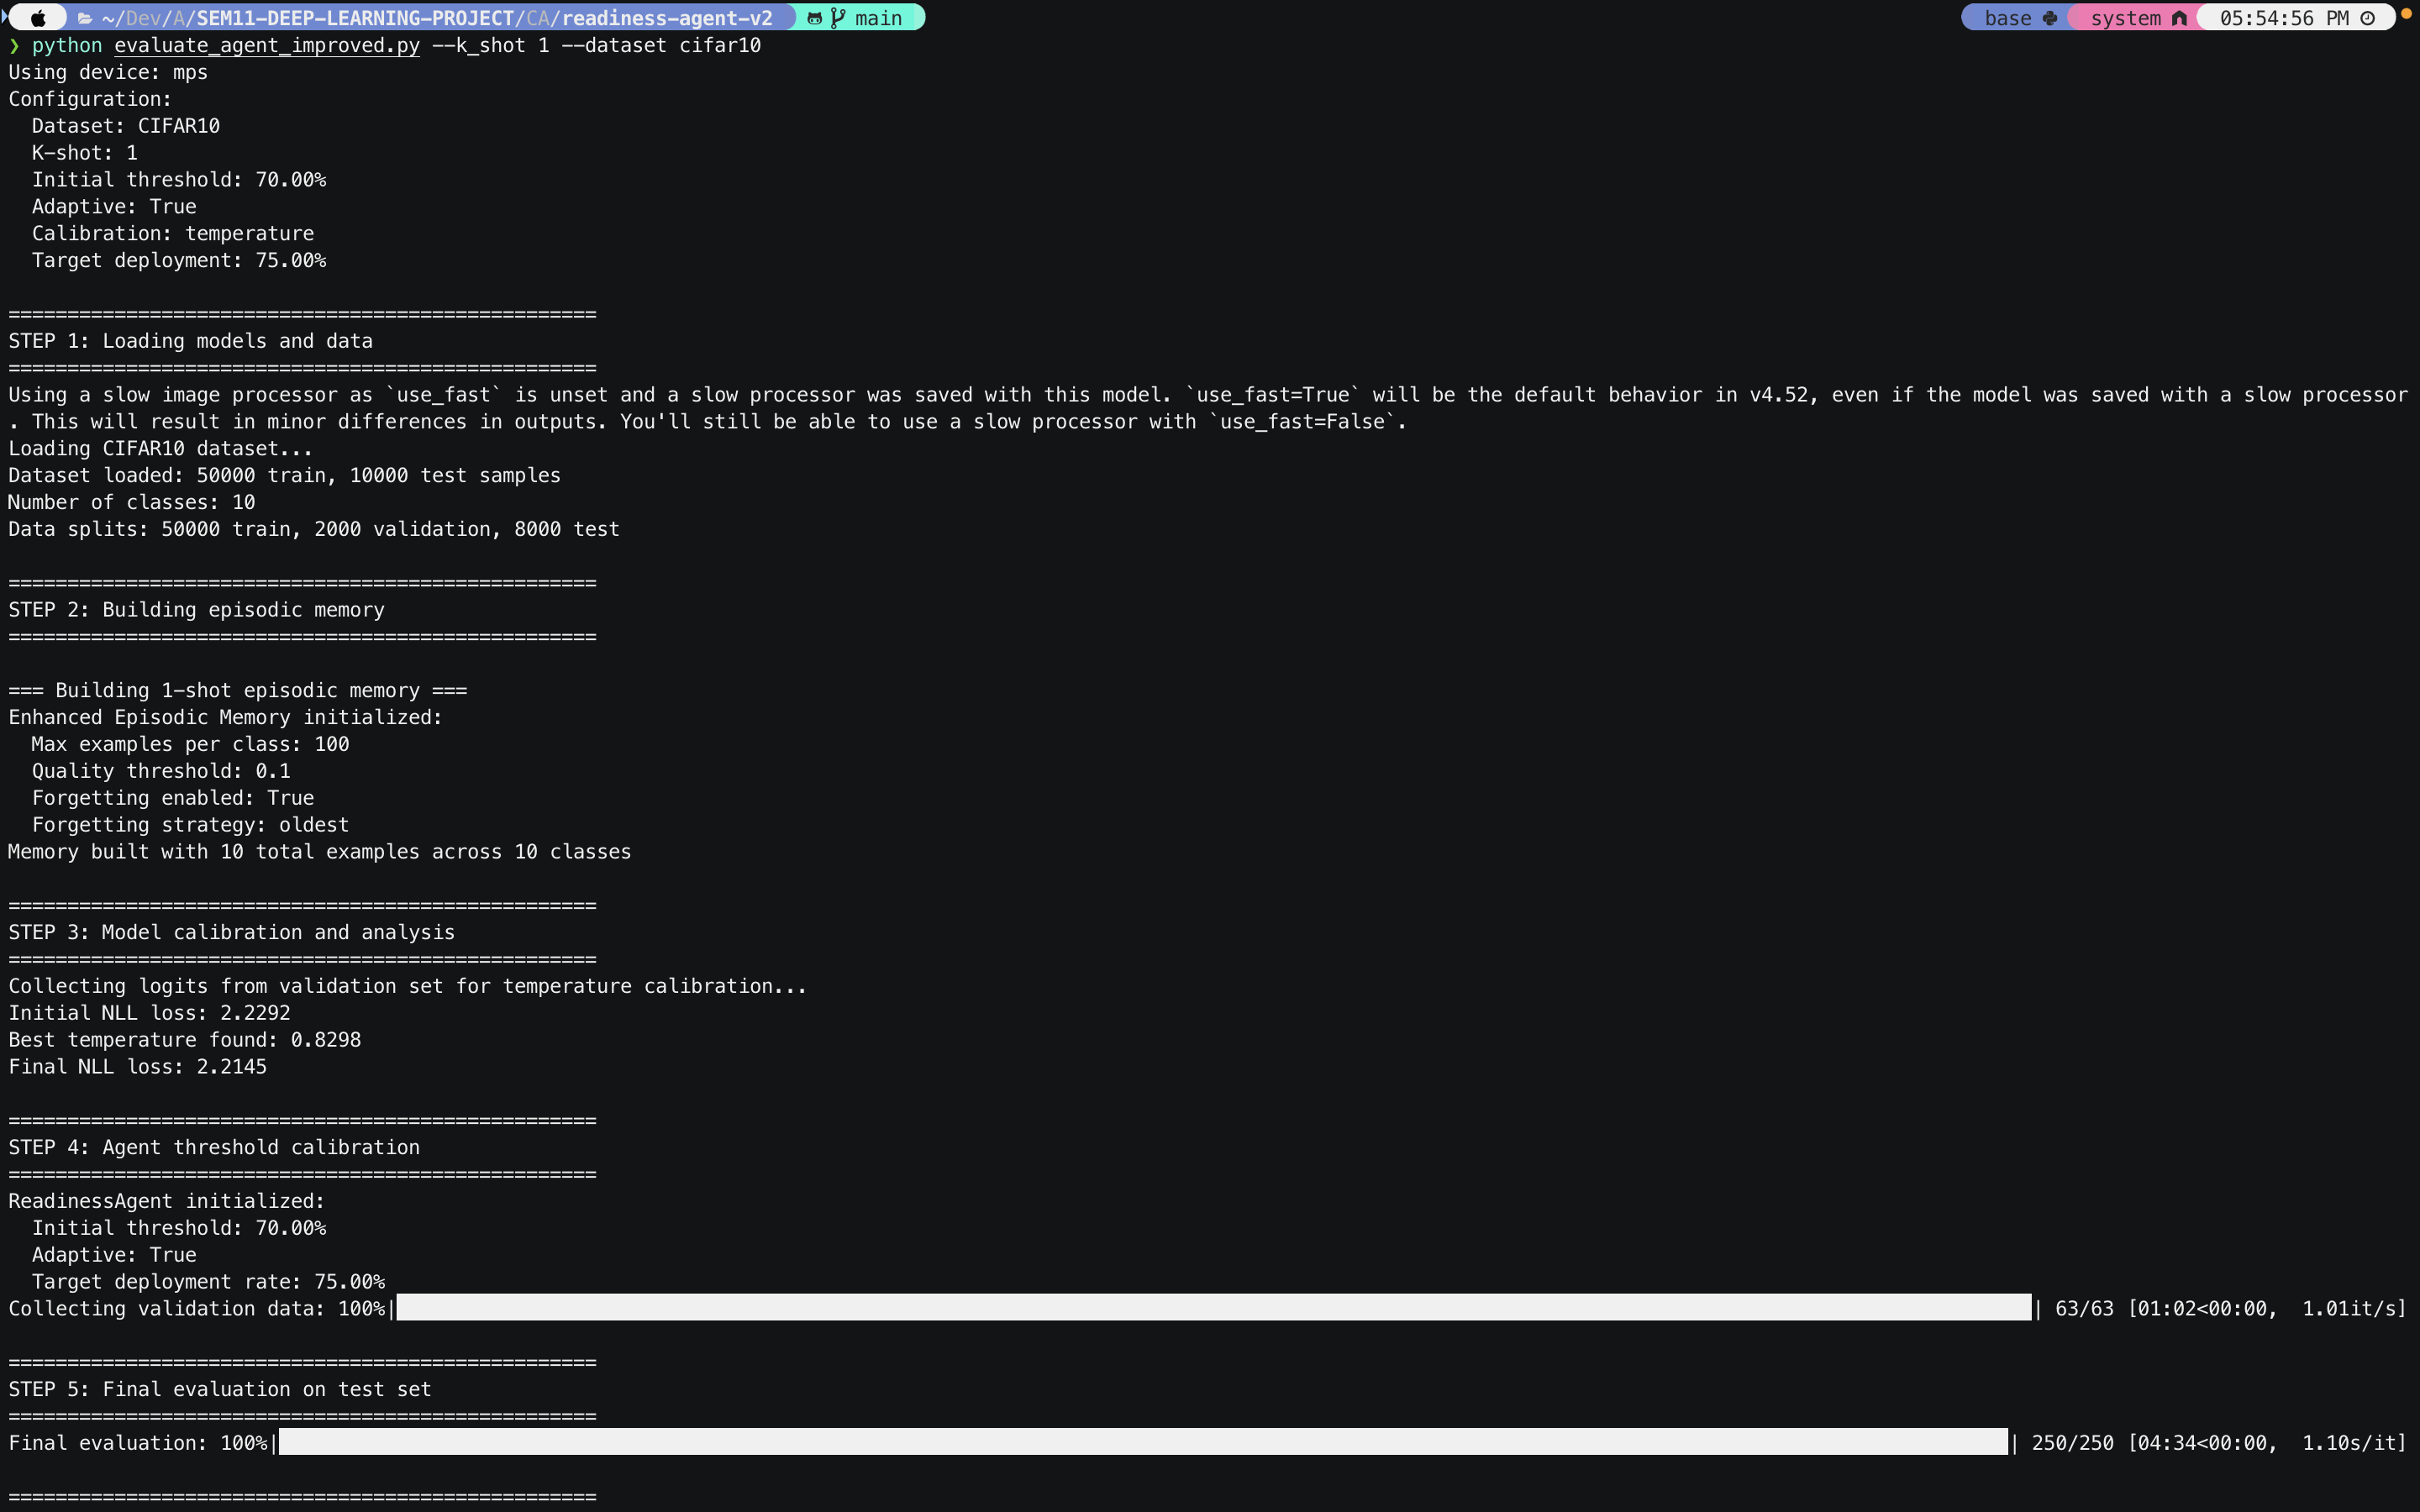 ~/Dev/A/SEM11-DEEP-LEARNING-PROJECT/CA/readiness-agent-v2 main base system 05:54:56 PM
❯ python evaluate_agent_improved.py --k_shot 1 --dataset cifar10
Using device: mps
Configuration:
  Dataset: CIFAR10
  K-shot: 1
  Initial threshold: 70.00%
  Adaptive: True
  Calibration: temperature
  Target deployment: 75.00%

==================================================
STEP 1: Loading models and data
==================================================
Using a slow image processor as `use_fast` is unset and a slow processor was saved with this model. `use_fast=True` will be the default behavior in v4.52, even if the model was saved with a slow processor
. This will result in minor differences in outputs. You'll still be able to use a slow processor with `use_fast=False`.
Loading CIFAR10 dataset...
Dataset loaded: 50000 train, 10000 test samples
Number of classes: 10
Data splits: 50000 train, 2000 validation, 8000 test

==================================================
STEP 2: Building episodic memory
==================================================

=== Building 1-shot episodic memory ===
Enhanced Episodic Memory initialized:
  Max examples per class: 100
  Quality threshold: 0.1
  Forgetting enabled: True
  Forgetting strategy: oldest
Memory built with 10 total examples across 10 classes

==================================================
STEP 3: Model calibration and analysis
==================================================
Collecting logits from validation set for temperature calibration...
Initial NLL loss: 2.2292
Best temperature found: 0.8298
Final NLL loss: 2.2145

==================================================
STEP 4: Agent threshold calibration
==================================================
ReadinessAgent initialized:
  Initial threshold: 70.00%
  Adaptive: True
  Target deployment rate: 75.00%
Collecting validation data: 100%| | 63/63 [01:02<00:00,  1.01it/s]

==================================================
STEP 5: Final evaluation on test set
==================================================
Final evaluation: 100%| | 250/250 [04:34<00:00,  1.10s/it]

==================================================